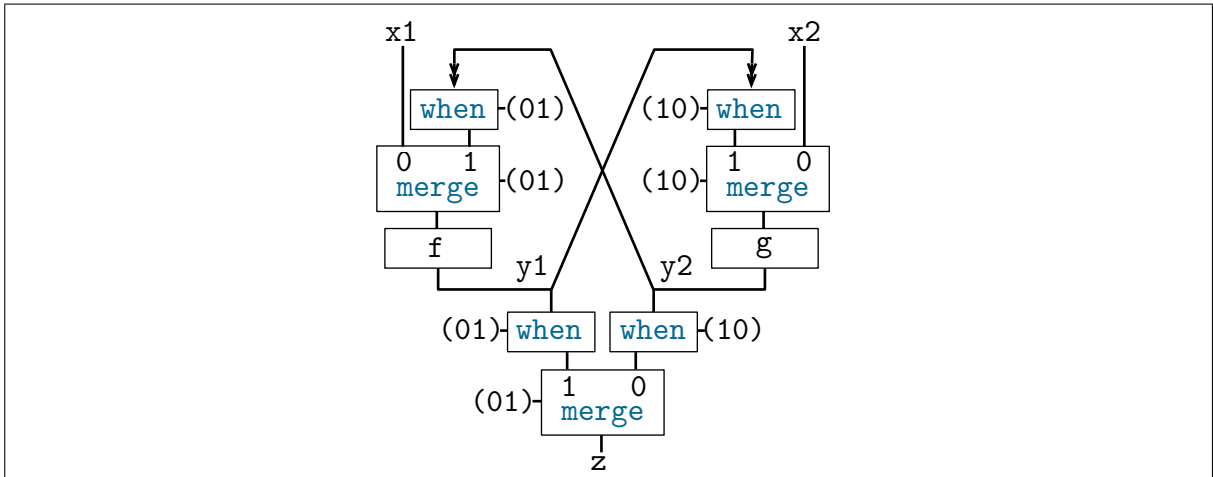 x1 x2
when (01) (10) when
0 1 1 0
merge (01) (10) merge
f g
y1 y2
(01) when when (10)
1 0
(01) merge
z